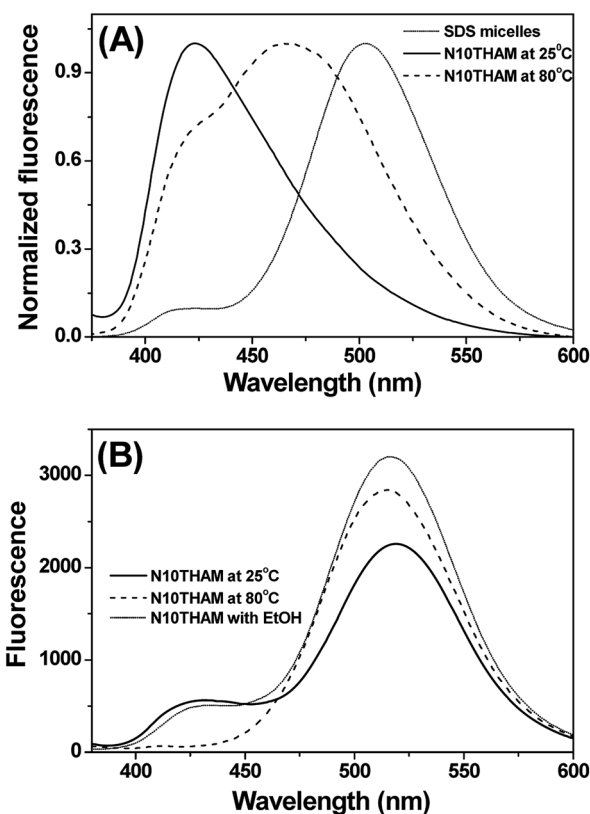 (A)
SDS micelles
N10THAM at 25⁰C
N10THAM at 80°C
Normalized fluorescence
0.9
0.6
0.3
0.0
400 450 500 550 600
Wavelength (nm)
(B)
3000
2000
1000
0
Fluorescence
N10THAM at 25°C
N10THAM at 80°C
N10THAM with EtOH
400 450 500 550 600
Wavelength (nm)